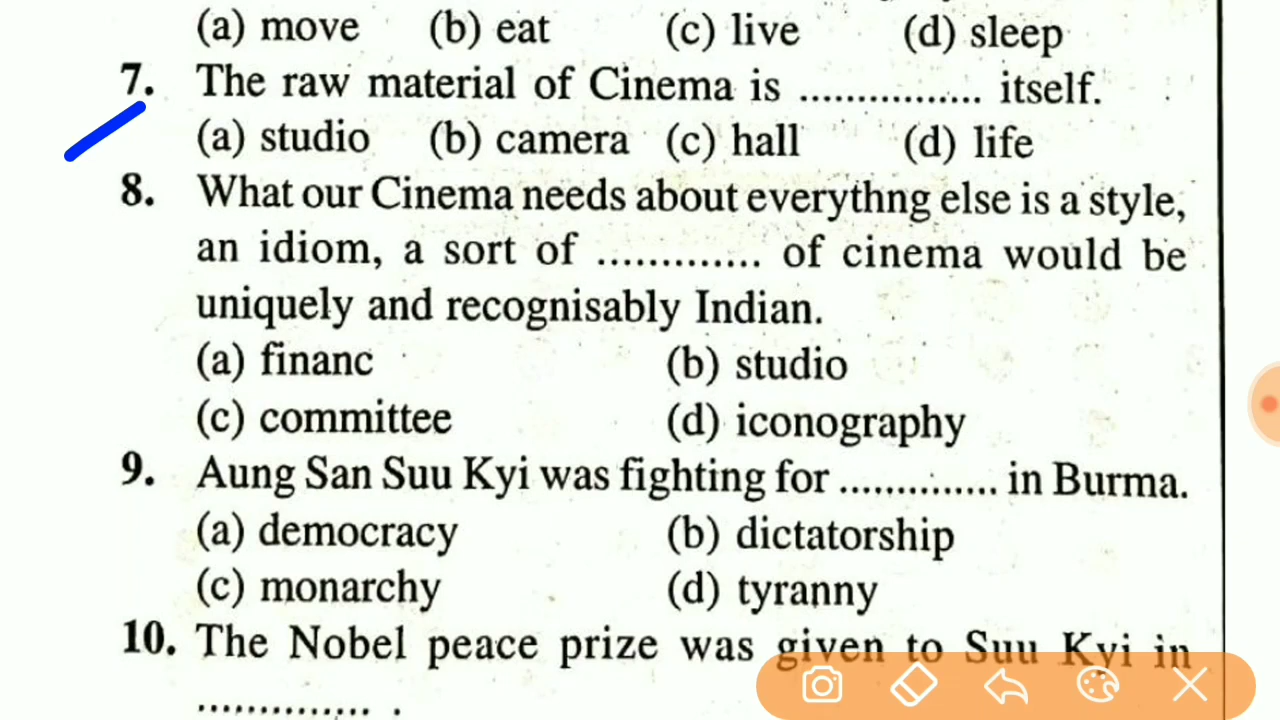 (a) move (b) eat (c) live (d) sleep
7. The raw material of Cinema is ................ itself.
(a) studio (b) camera (c) hall (d) life
8. What our Cinema needs about everythng else is a style,
an idiom, a sort of ............. of cinema would be
uniquely and recognisably Indian.
(a) financ (b) studio
(c) committee (d) iconography
9. Aung San Suu Kyi was fighting for .............. in Burma.
(a) democracy (b) dictatorship
(c) monarchy (d) tyranny
10. The Nobel peace prize was given to Suu Kyi in
............... .